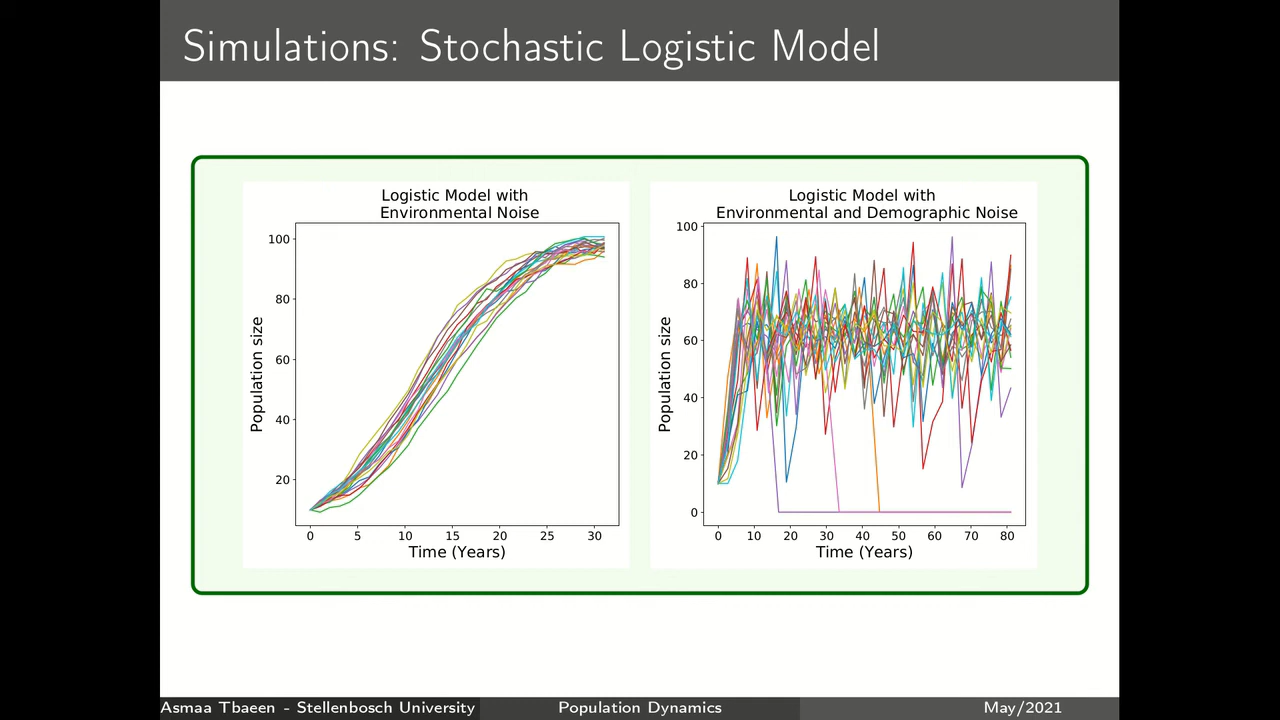 Simulations: Stochastic Logistic Model
Logistic Model with
Environmental Noise
100
80
60
40
20
Population size
0 5 10 15 20 25 30
Time (Years)
Logistic Model with
Environmental and Demographic Noise
100
80
60
40
20
0
Population size
0 10 20 30 40 50 60 70 80
Time (Years)
Asmaa Tbaeen - Stellenbosch University Population Dynamics May/2021